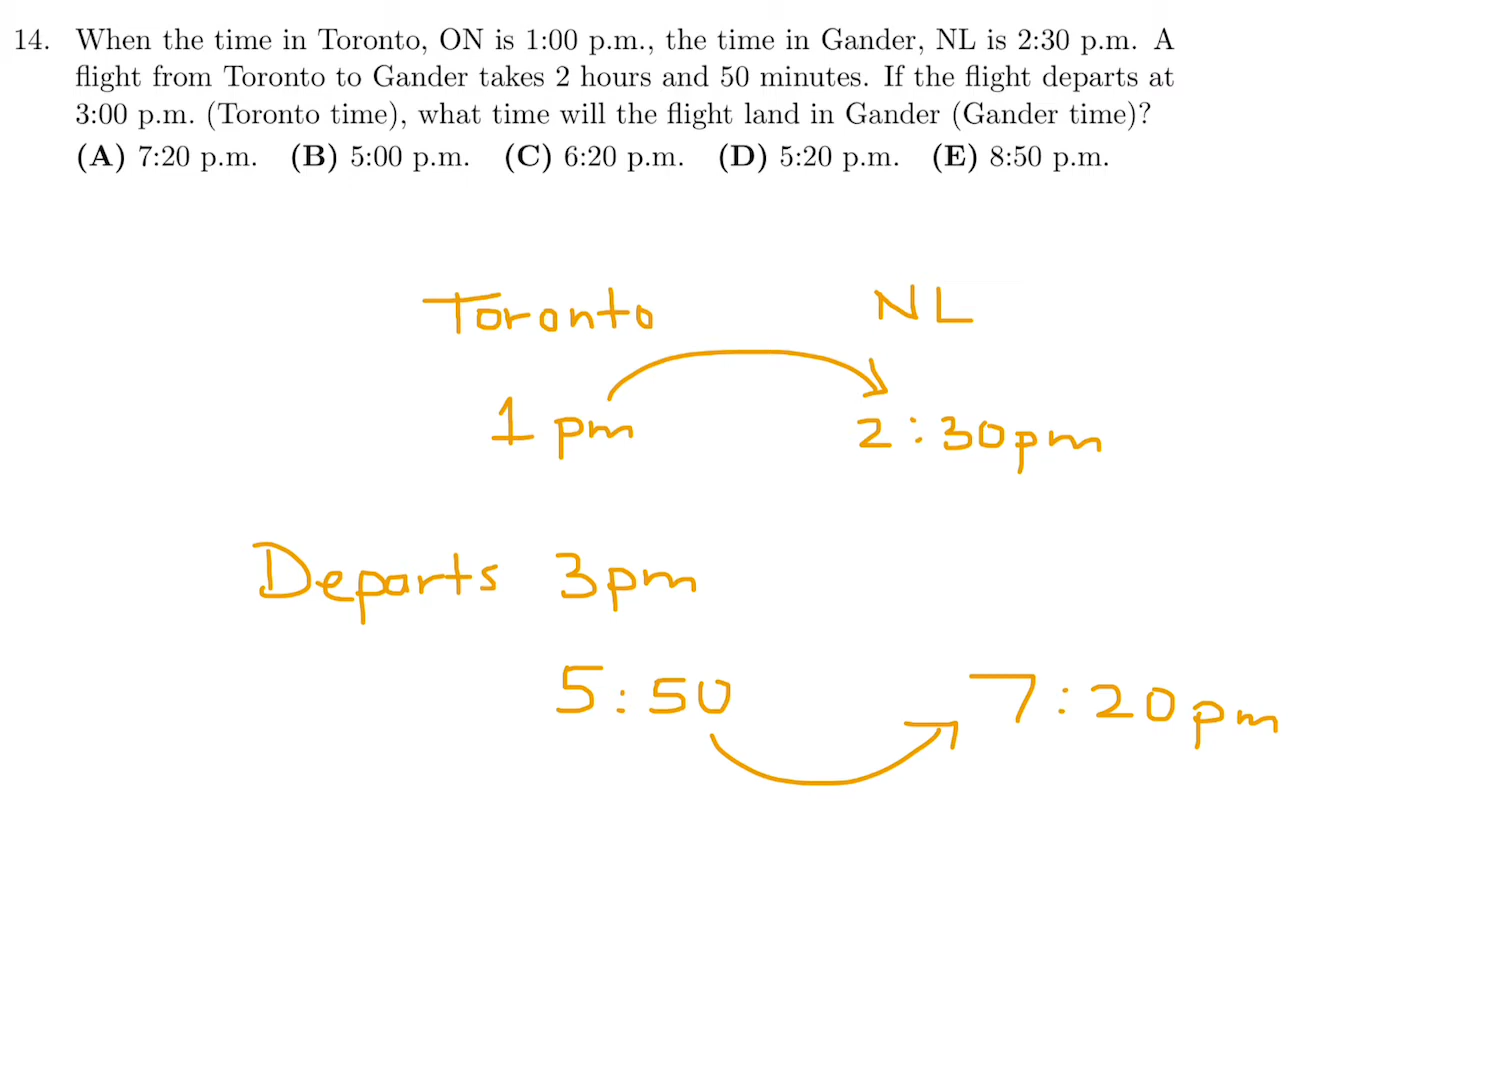 14. When the time in Toronto, ON is 1:00 p.m., the time in Gander, NL is 2:30 p.m. A
flight from Toronto to Gander takes 2 hours and 50 minutes. If the flight departs at
3:00 p.m. (Toronto time), what time will the flight land in Gander (Gander time)?
(A) 7:20 p.m. (B) 5:00 p.m. (C) 6:20 p.m. (D) 5:20 p.m. (E) 8:50 p.m.
Toronto NL
1 pm 2:30pm
Departs 3pm
5:50 7:20pm